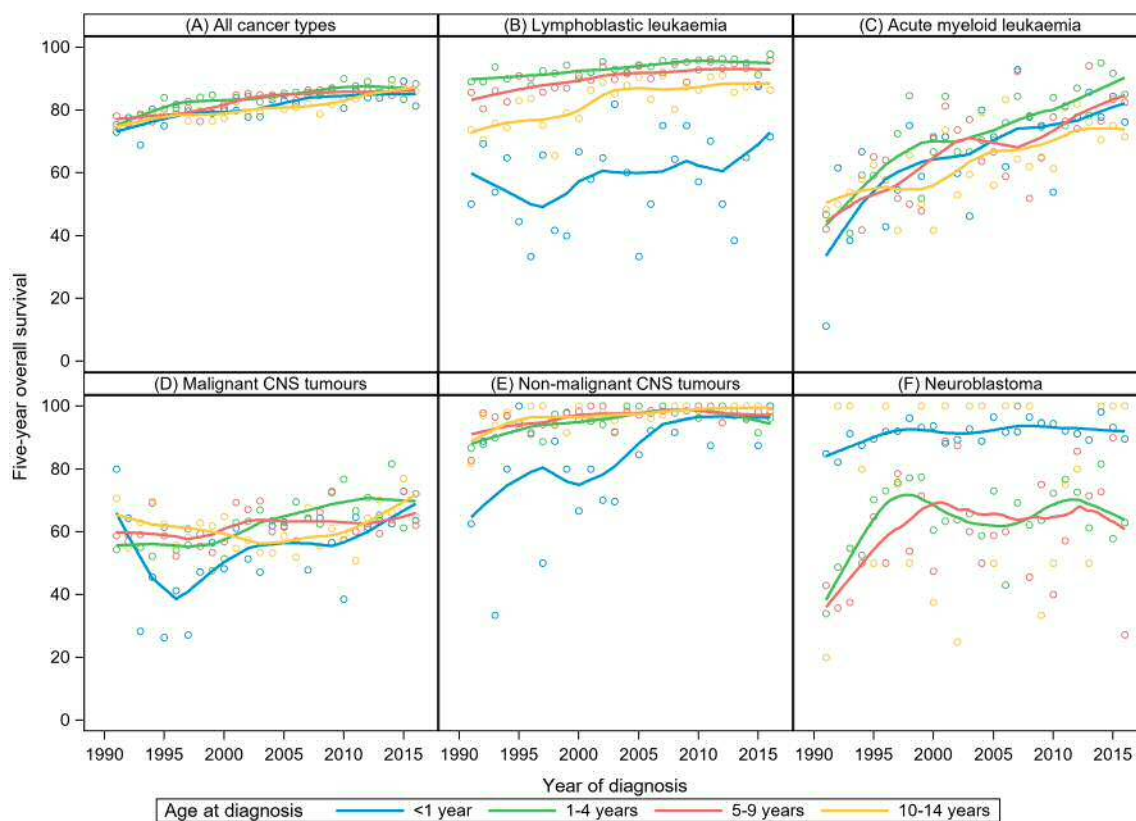 (A) All cancer types
(B) Lymphoblastic leukaemia
(C) Acute myeloid leukaemia
100
80
60
40
20
0
Five-year overall survival
(D) Malignant CNS tumours
(E) Non-malignant CNS tumours
(F) Neuroblastoma
100
80
60
40
20
0
1990 1995 2000 2005 2010 2015
1990 1995 2000 2005 2010 2015
1990 1995 2000 2005 2010 2015
Year of diagnosis
Age at diagnosis <1 year 1-4 years 5-9 years 10-14 years